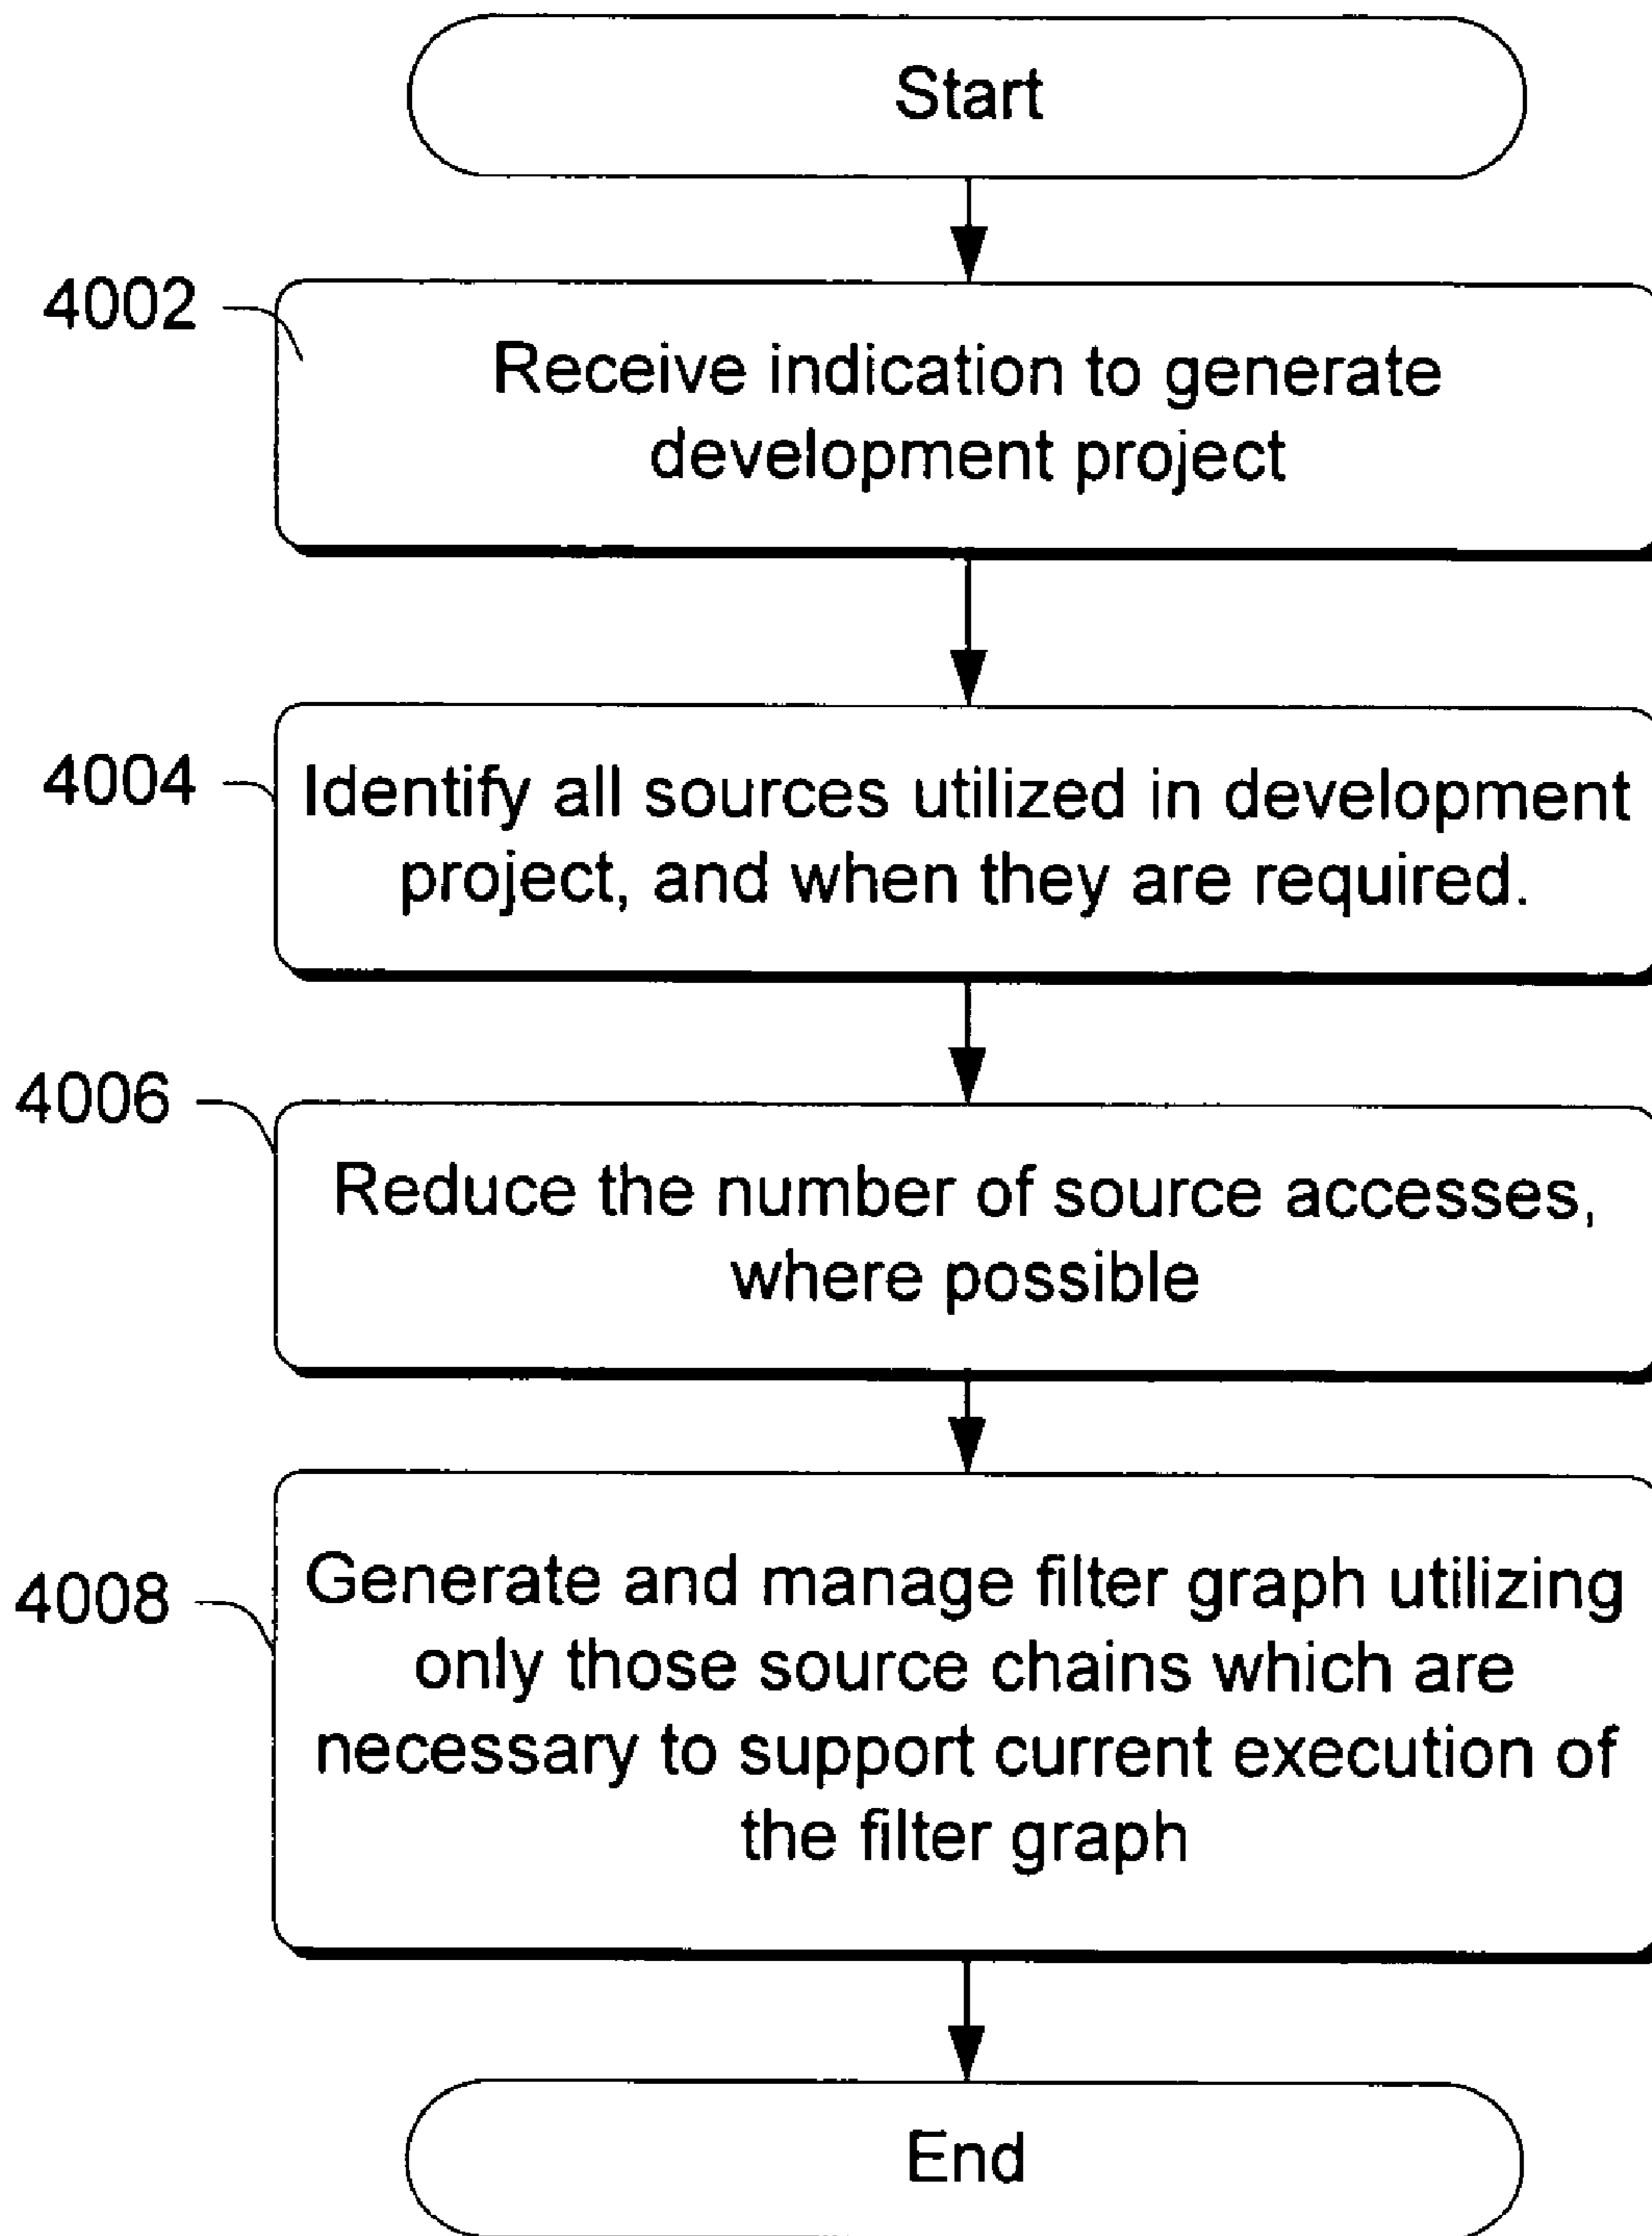 Start
4002
Receive indication to generate
development project
4004
Identify all sources utilized in development
project, and when they are required.
4006
Reduce the number of source accesses,
where possible
4008
Generate and manage filter graph utilizing
only those source chains which are
necessary to support current execution of
the filter graph
End